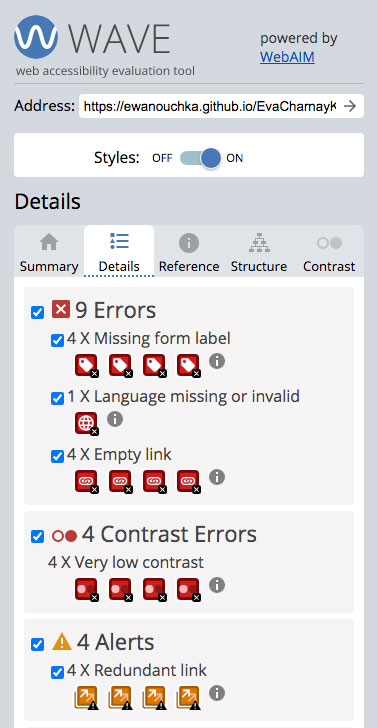 WAVE
web accessibility evaluation tool
powered by
WebAIM
Address: https://ewanouchka.github.io/EvaCharnayK
Styles: OFF ON
Details
Summary Details Reference Structure Contrast
9 Errors
4 X Missing form label
1 X Language missing or invalid
4 X Empty link
4 Contrast Errors
4 X Very low contrast
4 Alerts
4 X Redundant link